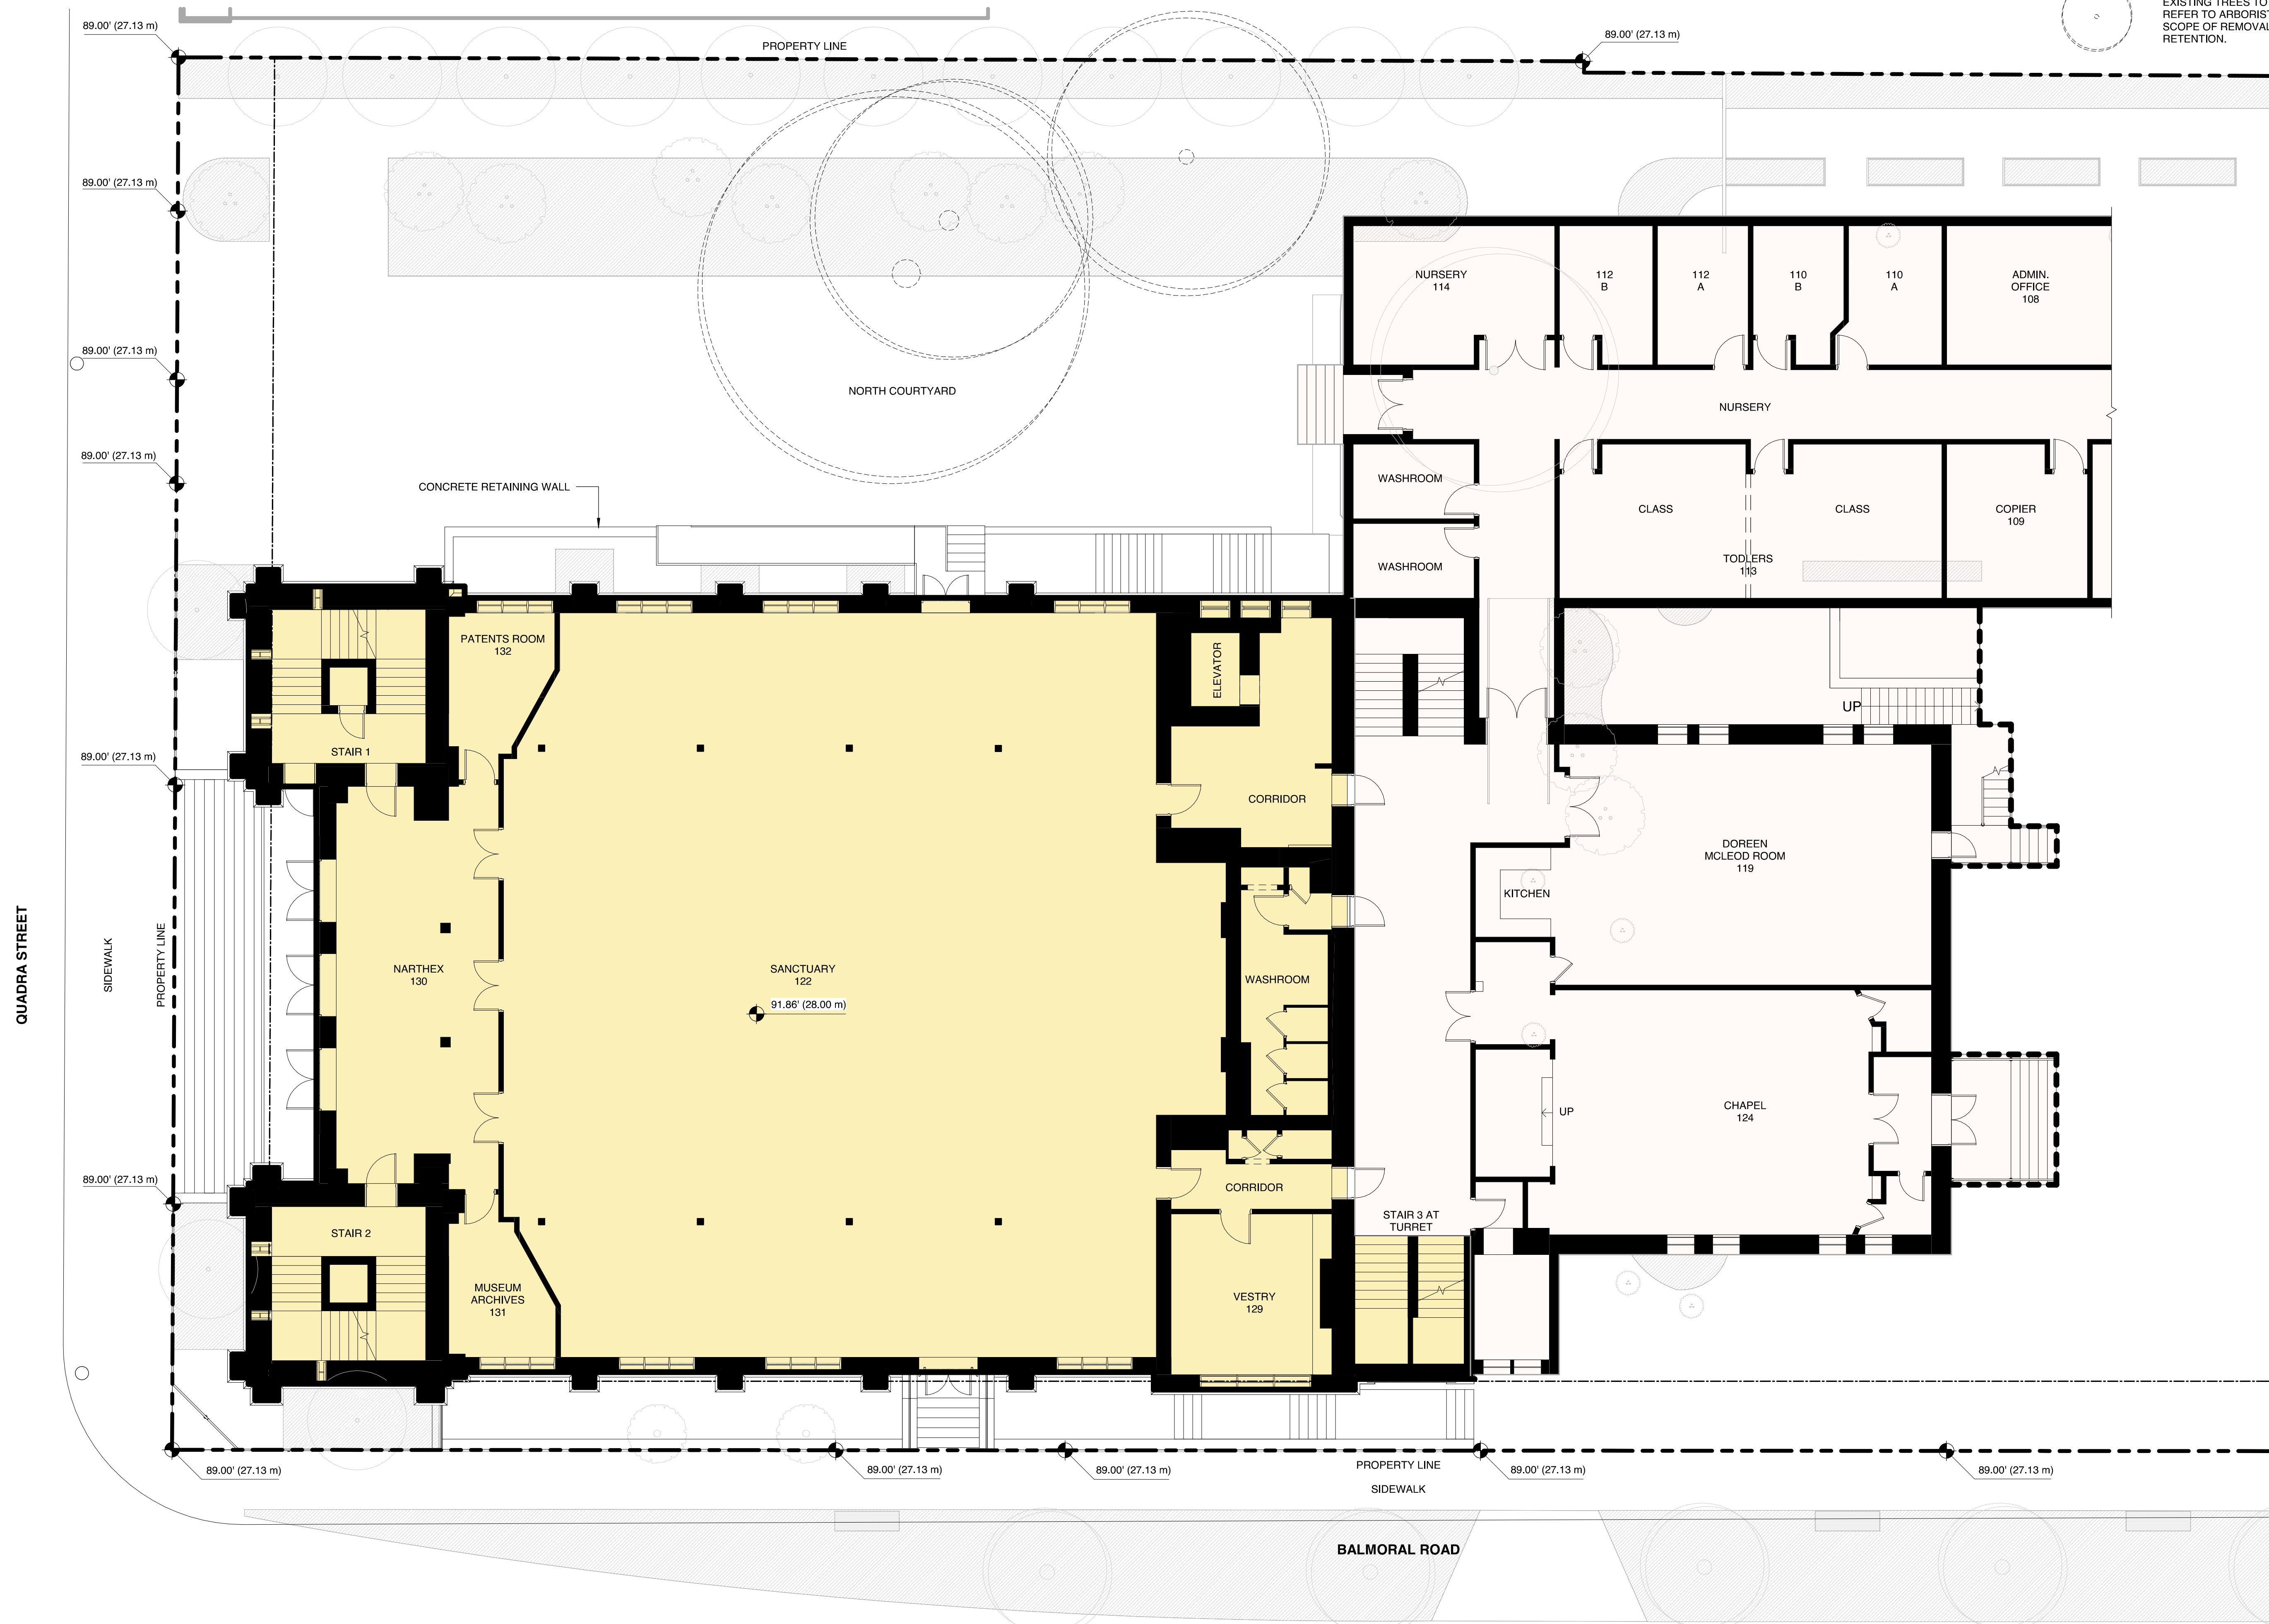 EXISTING TREES TO
REFER TO ARBORIST
SCOPE OF REMOVAL
RETENTION.
89.00' (27.13 m)
PROPERTY LINE
89.00' (27.13 m)
89.00' (27.13 m)
89.00' (27.13 m)
89.00' (27.13 m)
89.00' (27.13 m)
89.00' (27.13 m)
NORTH COURTYARD
CONCRETE RETAINING WALL
NURSERY
114
112
B
112
A
110
B
110
A
ADMIN.
OFFICE
108
NURSERY
WASHROOM
WASHROOM
CLASS
CLASS
TODLERS
113
COPIER
109
PATENTS ROOM
132
STAIR 1
ELEVATOR
CORRIDOR
UP
DOREEN
MCLEOD ROOM
119
KITCHEN
QUADRA STREET
SIDEWALK
PROPERTY LINE
NARTHEX
130
SANCTUARY
122
91.86' (28.00 m)
WASHROOM
UP
CHAPEL
124
CORRIDOR
STAIR 3 AT
TURRET
STAIR 2
MUSEUM
ARCHIVES
131
VESTRY
129
89.00' (27.13 m)
89.00' (27.13 m)
89.00' (27.13 m)
89.00' (27.13 m)
89.00' (27.13 m)
PROPERTY LINE
SIDEWALK
BALMORAL ROAD